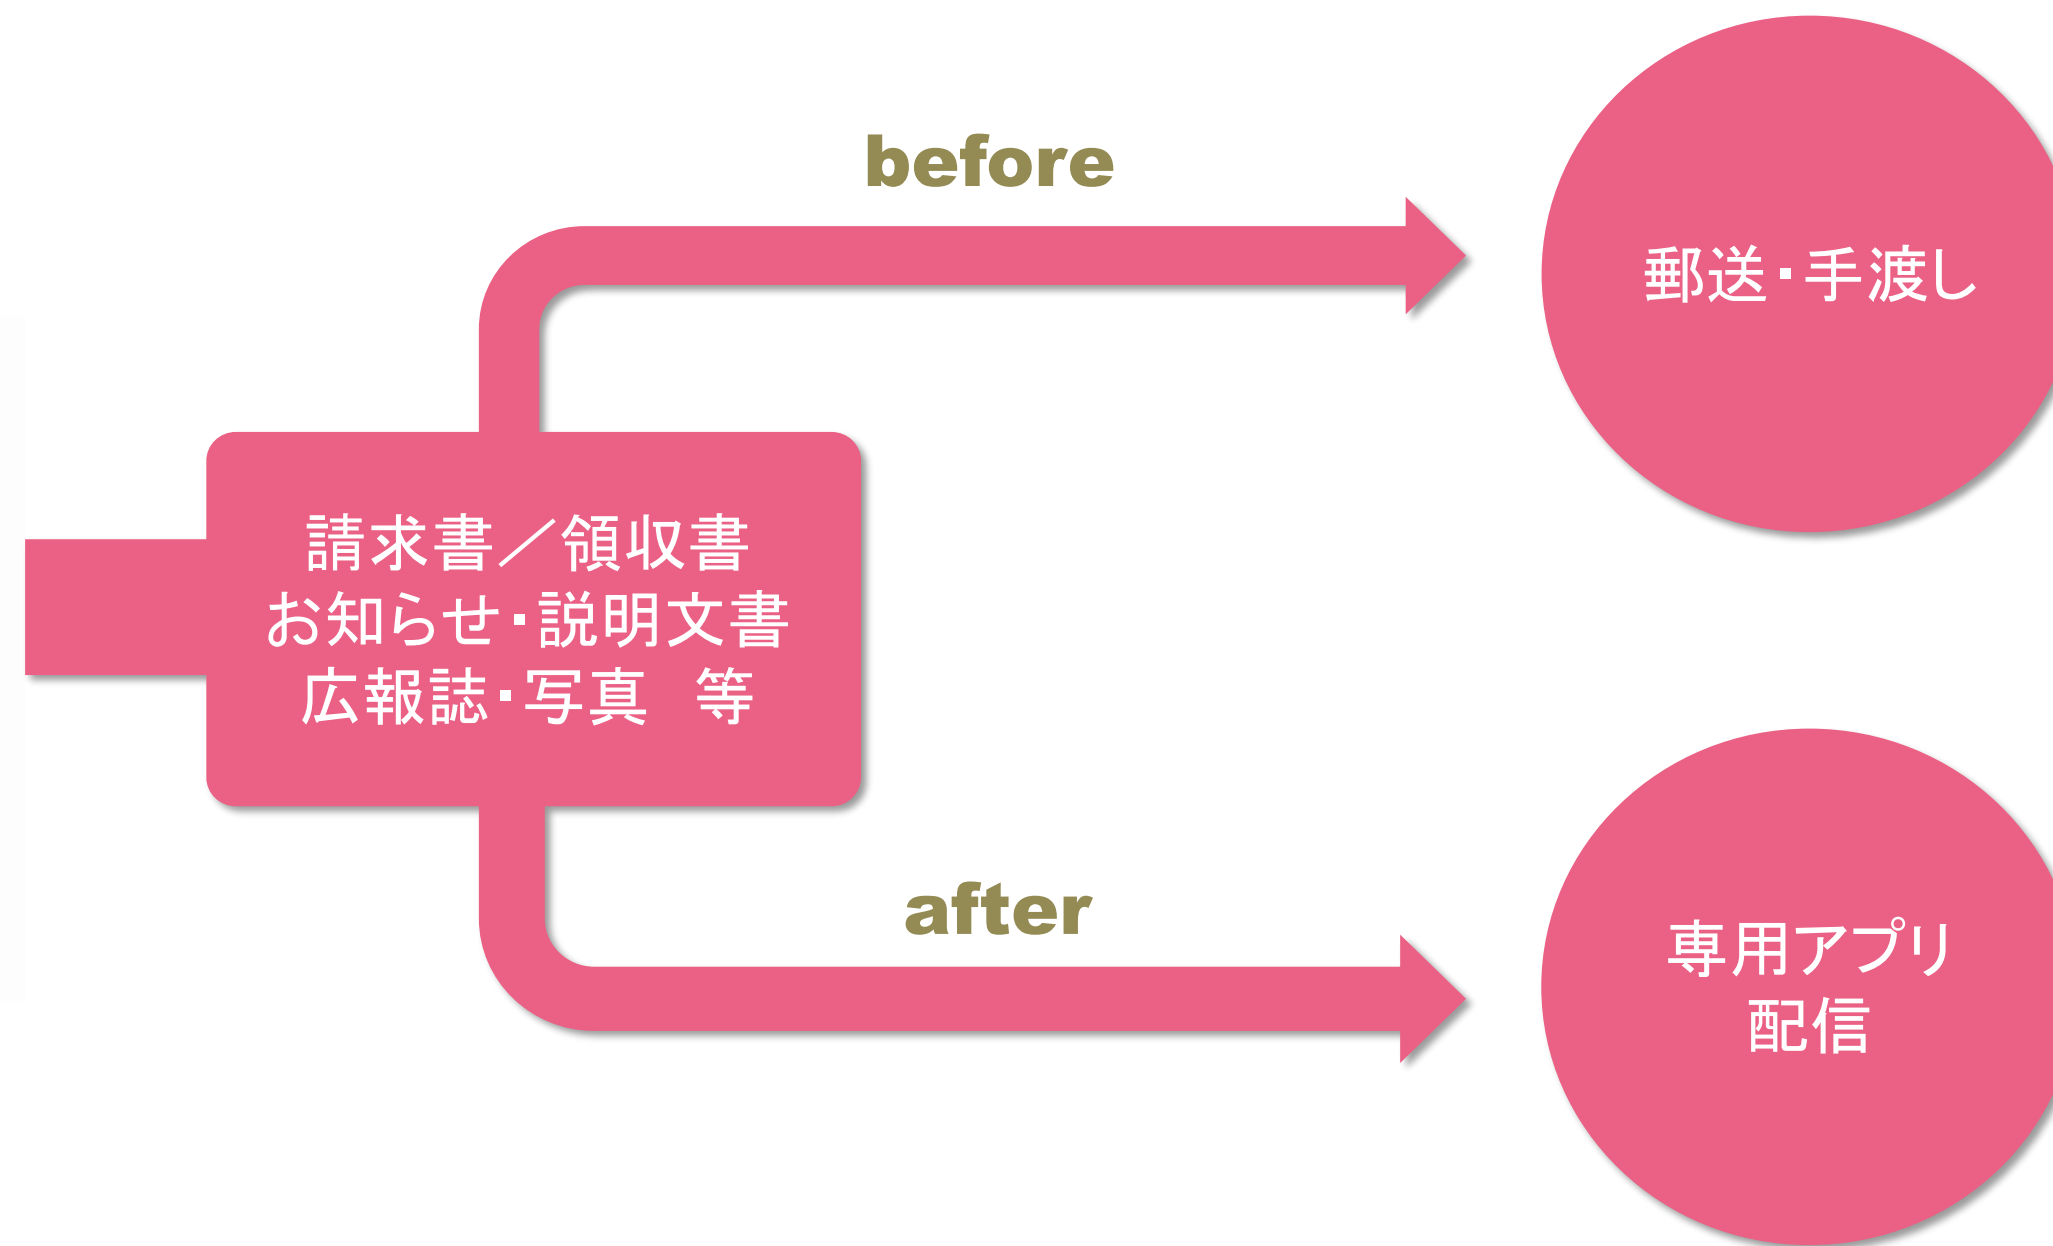 before
郵送・手渡し
請求書／領収書
お知らせ・説明文書
広報誌・写真　等
after
専用アプリ
配信